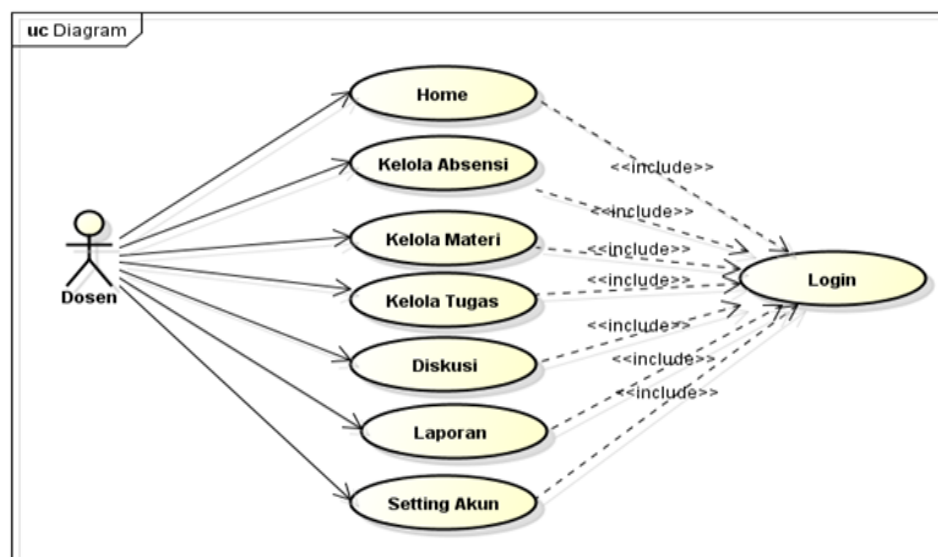 uc Diagram
Home
Kelola Absensi
<<include>>
<<include>>
Kelola Materi
<<include>>
Dosen
Kelola Tugas
<<include>>
Login
<<include>>
Diskusi
<<include>>
<<include>>
Laporan
Setting Akun